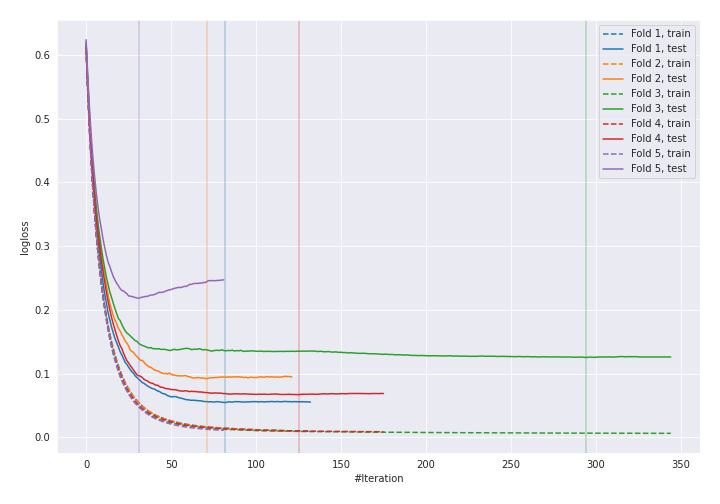 Fold 1, train
Fold 1, test
Fold 2, train
Fold 2, test
Fold 3, train
Fold 3, test
Fold 4, train
Fold 4, test
Fold 5, train
Fold 5, test
0.6
0.5
0.4
0.3
0.2
0.1
0.0
logloss
0 50 100 150 200 250 300 350
#Iteration